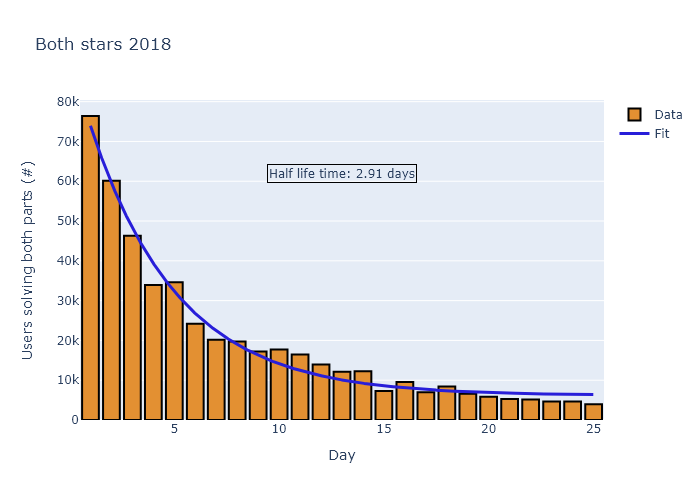 Both stars 2018
Data
Fit
Half life time: 2.91 days
Users solving both parts (#)
80k
70k
60k
50k
40k
30k
20k
10k
0
5
10
15
20
25
Day